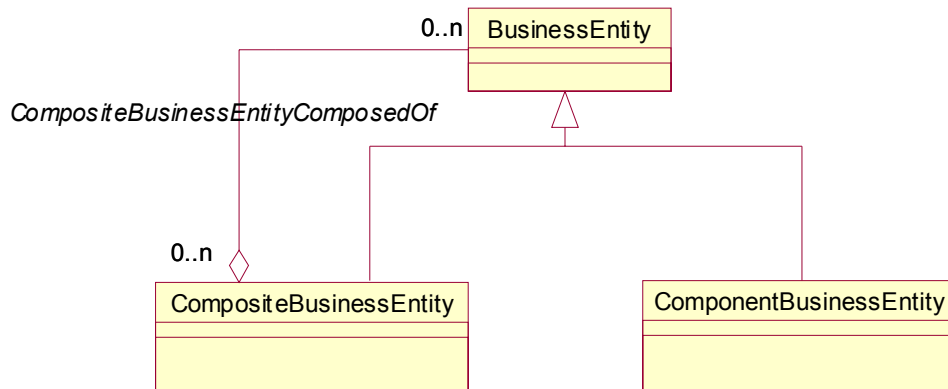 0..n
BusinessEntity
CompositeBusinessEntityComposedOf
0..n
CompositeBusinessEntity
ComponentBusinessEntity